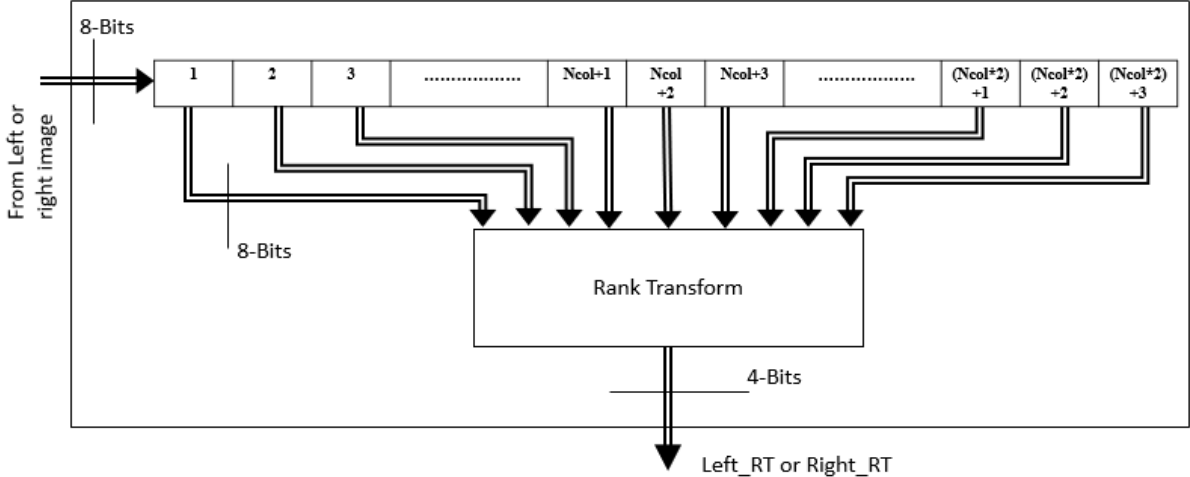 8-Bits
From Left or
right image
1
2
3
..................
Ncol+1
Ncol
+2
Ncol+3
..................
(Ncol*2)
+1
(Ncol*2)
+2
(Ncol*2)
+3
8-Bits
Rank Transform
4-Bits
Left_RT or Right_RT